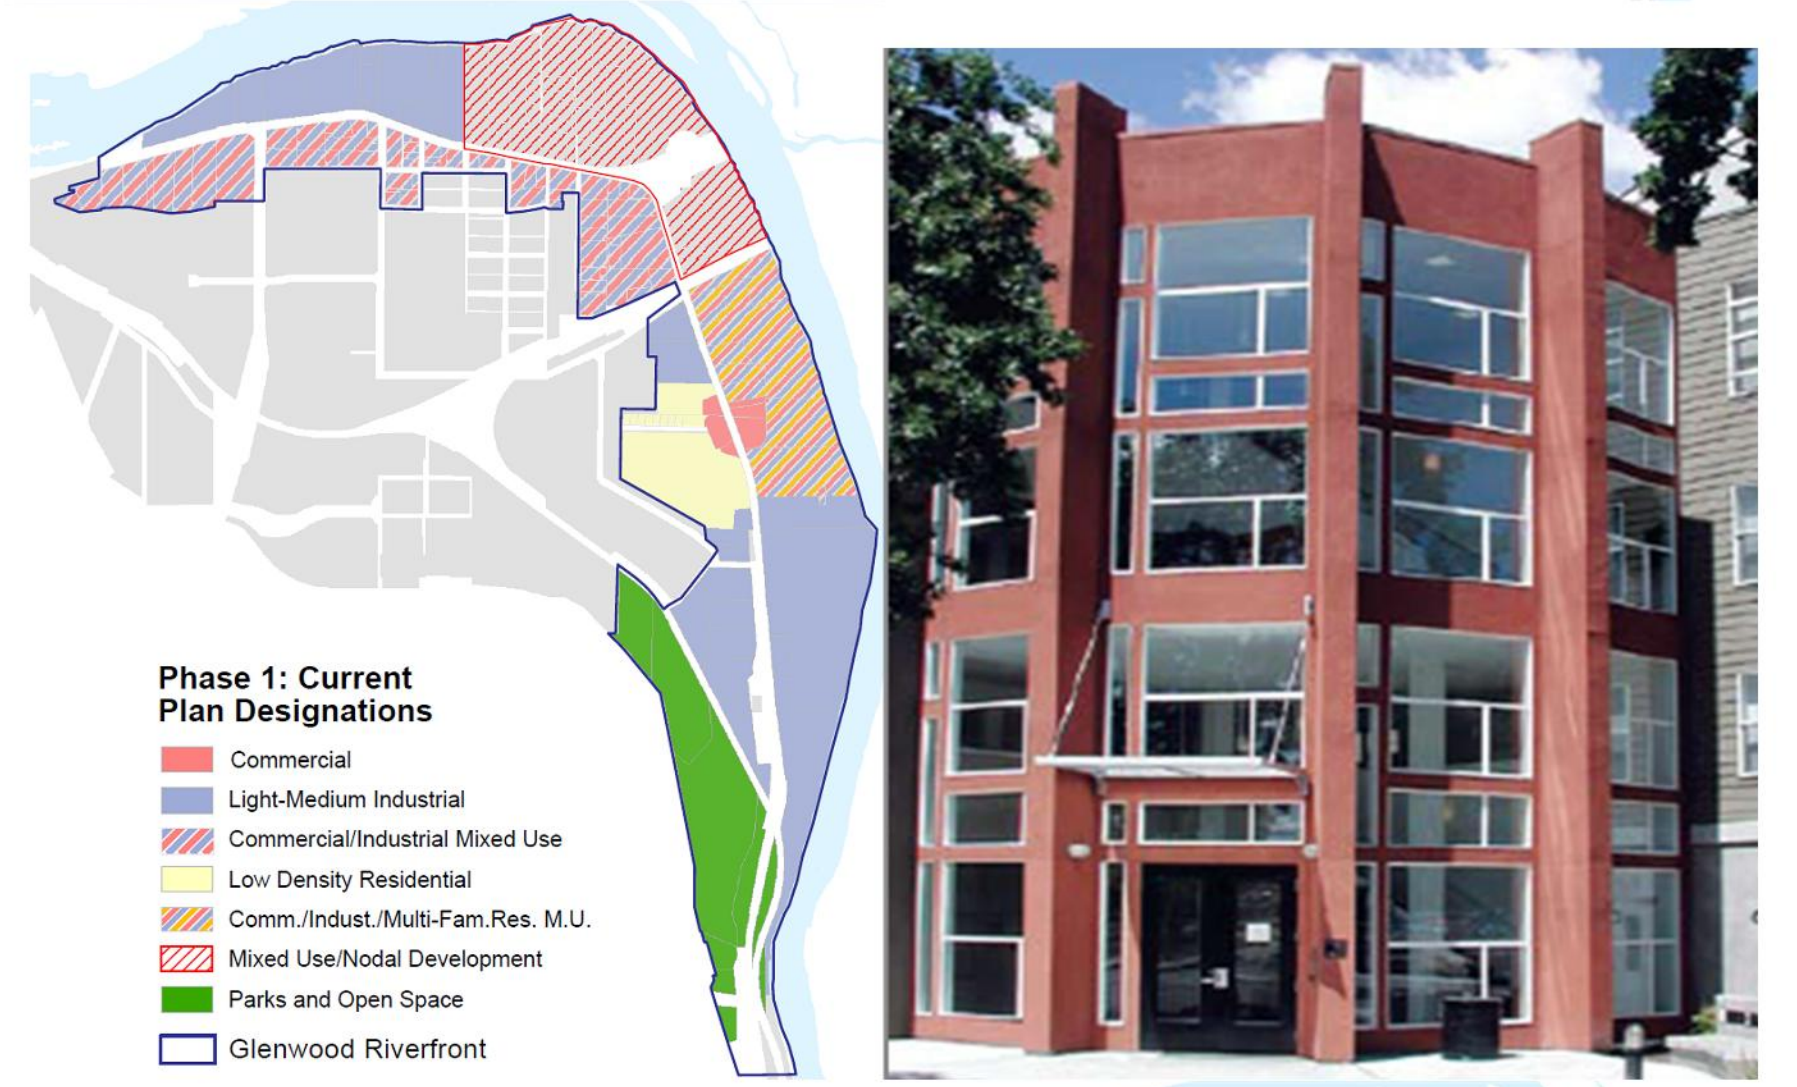 Phase 1: Current
Plan Designations
Commercial
Light-Medium Industrial
Commercial/Industrial Mixed Use
Low Density Residential
Comm./Indust./Multi-Fam.Res. M.U.
Mixed Use/Nodal Development
Parks and Open Space
Glenwood Riverfront